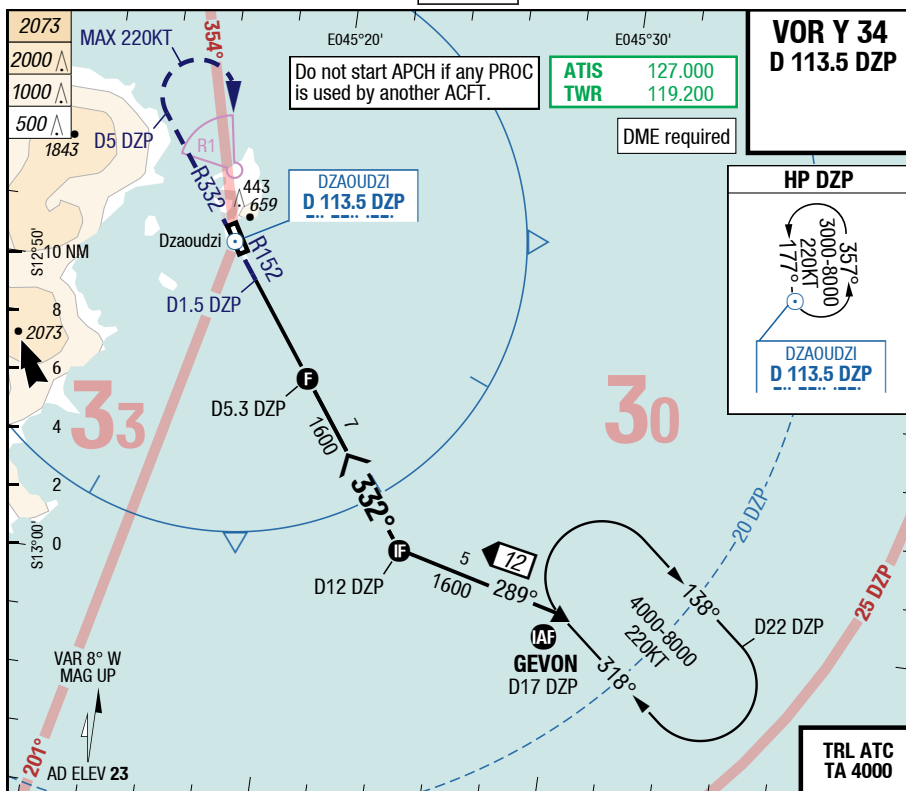 2073
2000
1000
500
1843
MAX 220KT
354°
E045°20'
E045°30'
VOR Y 34
D 113.5 DZP
Do not start APCH if any PROC
is used by another ACFT.
ATIS 127.000
TWR 119.200
DME required
D5 DZP
R1
R332
443
659
DZAOUDZI
D 113.5 DZP
HP DZP
357°
3000-8000
220KT
177°
DZAOUDZI
D 113.5 DZP
Dzaoudzi
R152
D1.5 DZP
S12°50'
10 NM
8
2073
6
4
2
0
S13°00'
33
30
F
D5.3 DZP
7
1600
332°
IF
D12 DZP
5
1600
12
289°
20 DZP
25 DZP
138°
4000-8000
220KT
D22 DZP
318°
IAF
GEVON
D17 DZP
VAR 8° W
MAG UP
201°
AD ELEV 23
TRL ATC
TA 4000